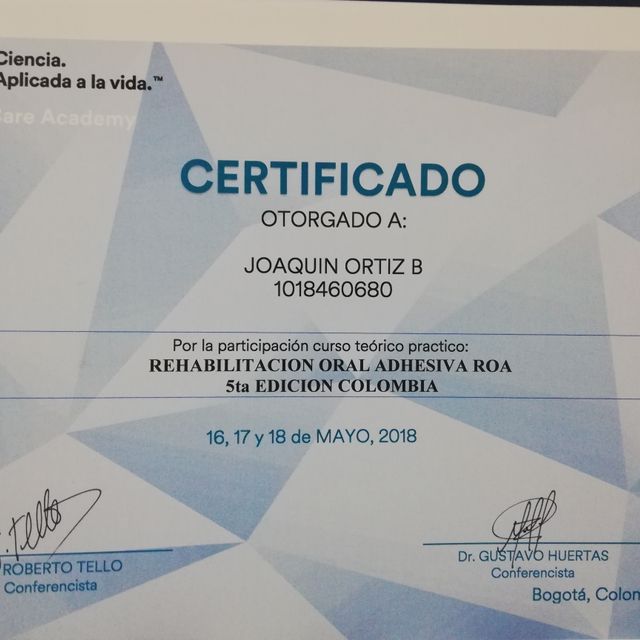 Ciencia.
Aplicada a la vida.™
Care Academy
CERTIFICADO
OTORGADO A:
JOAQUIN ORTIZ B
1018460680
Por la participación curso teórico practico:
REHABILITACION ORAL ADHESIVA ROA
5ta EDICION COLOMBIA
16, 17 y 18 de MAYO, 2018
Tello
ROBERTO TELLO
Conferencista
Dr. GUSTAVO HUERTAS
Conferencista
Bogotá, Colom